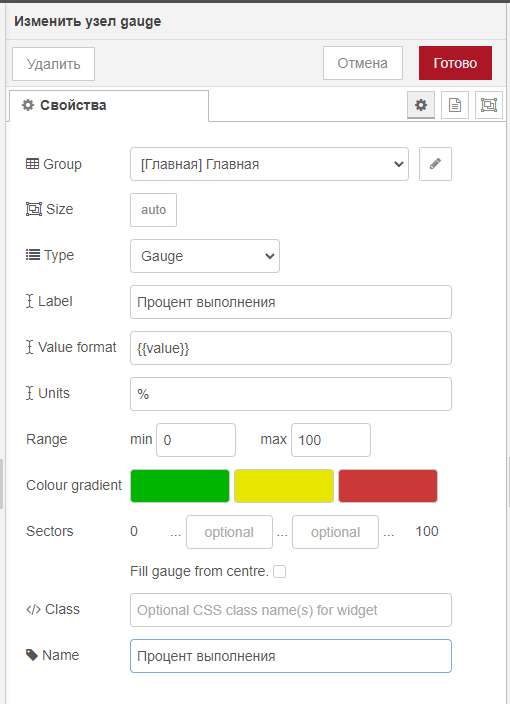 Изменить узел gauge
Удалить Отмена Готово
Свойства
Group [Главная] Главная
Size auto
Type Gauge
Label Процент выполнения
Value format {{value}}
Units %
Range min 0 max 100
Colour gradient
Sectors 0 ... optional ... optional ... 100
Fill gauge from centre.
</> Class Optional CSS class name(s) for widget
Name Процент выполнения